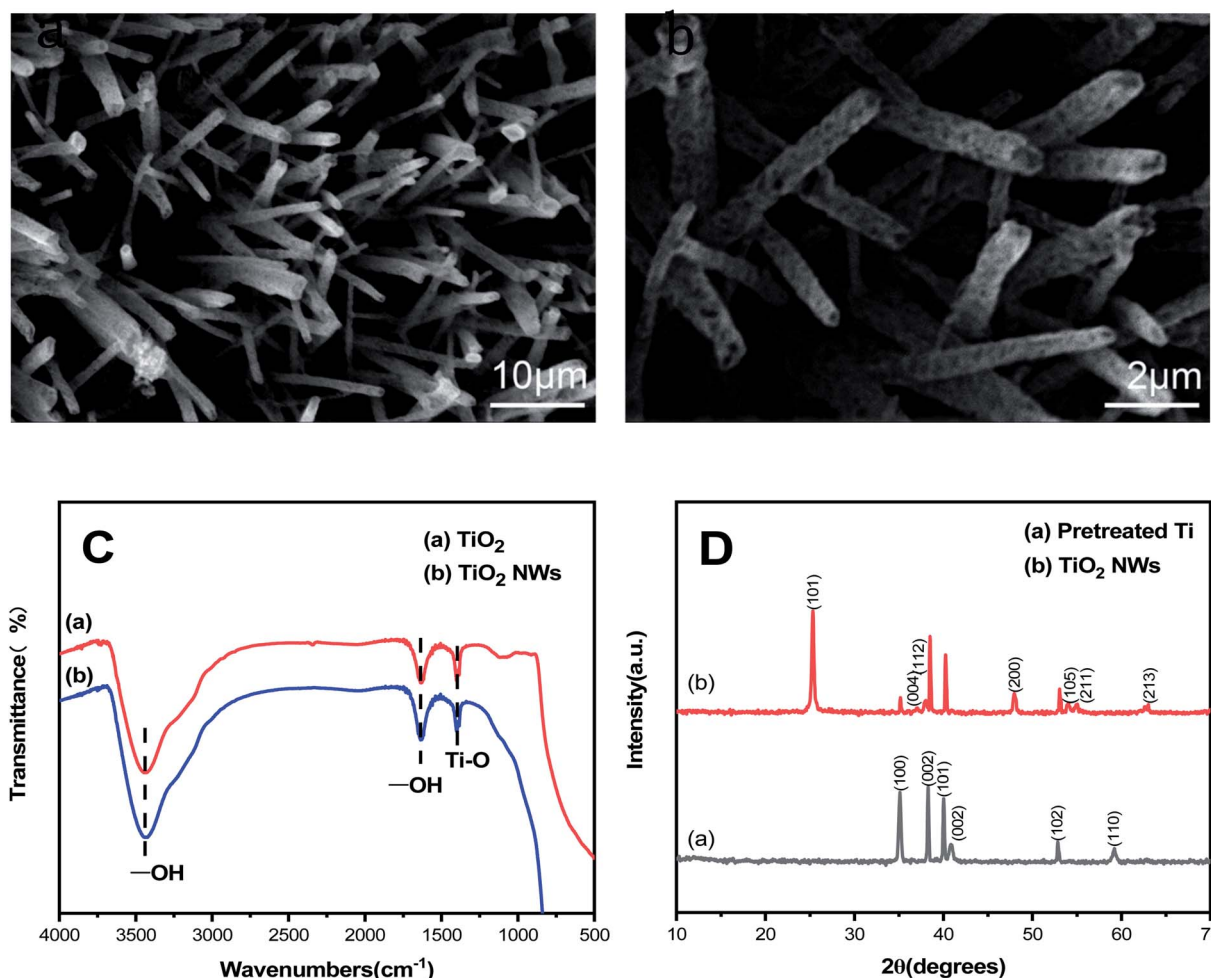 a
b
10μm
2μm
C
(a) TiO2
(b) TiO2 NWs
(a)
(b)
—OH
—OH
Ti-O
Transmittance( %)
4000 3500 3000 2500 2000 1500 1000 500
Wavenumbers(cm-1)
D
(a) Pretreated Ti
(b) TiO2 NWs
(101)
(004)
(112)
(200)
(105)
(211)
(213)
(b)
(100)
(002)
(101)
(002)
(102)
(110)
(a)
Intensity(a.u.)
10 20 30 40 50 60 7
2θ(degrees)